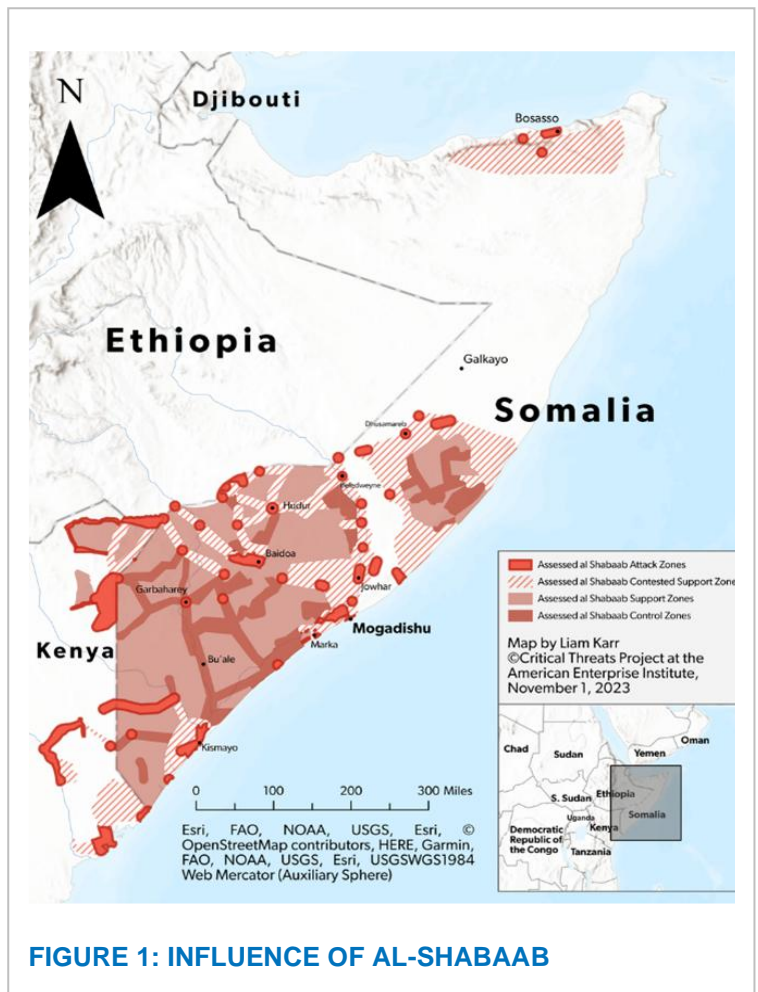 N
Djibouti
Bosasso
Ethiopia
Galkayo
Somalia
Dhusamareb
Beledweyne
Hudur
Baidoa
Garbaharey
Jowhar
Mogadishu
Kenya
Marka
Bu'ale
Kismayo
Assessed al Shabaab Attack Zones
Assessed al Shabaab Contested Support Zone
Assessed al Shabaab Support Zones
Assessed al Shabaab Control Zones
Map by Liam Karr
©Critical Threats Project at the
American Enterprise Institute,
November 1, 2023
0 100 200 300 Miles
Esri, FAO, NOAA, USGS, Esri, ©
OpenStreetMap contributors, HERE, Garmin,
FAO, NOAA, USGS, Esri, USGSWGS1984
Web Mercator (Auxiliary Sphere)
Chad
Sudan
Yemen
Oman
S. Sudan
Ethiopia
Somalia
Uganda
Kenya
Democratic
Republic of
the Congo
Tanzania
FIGURE 1: INFLUENCE OF AL-SHABAAB